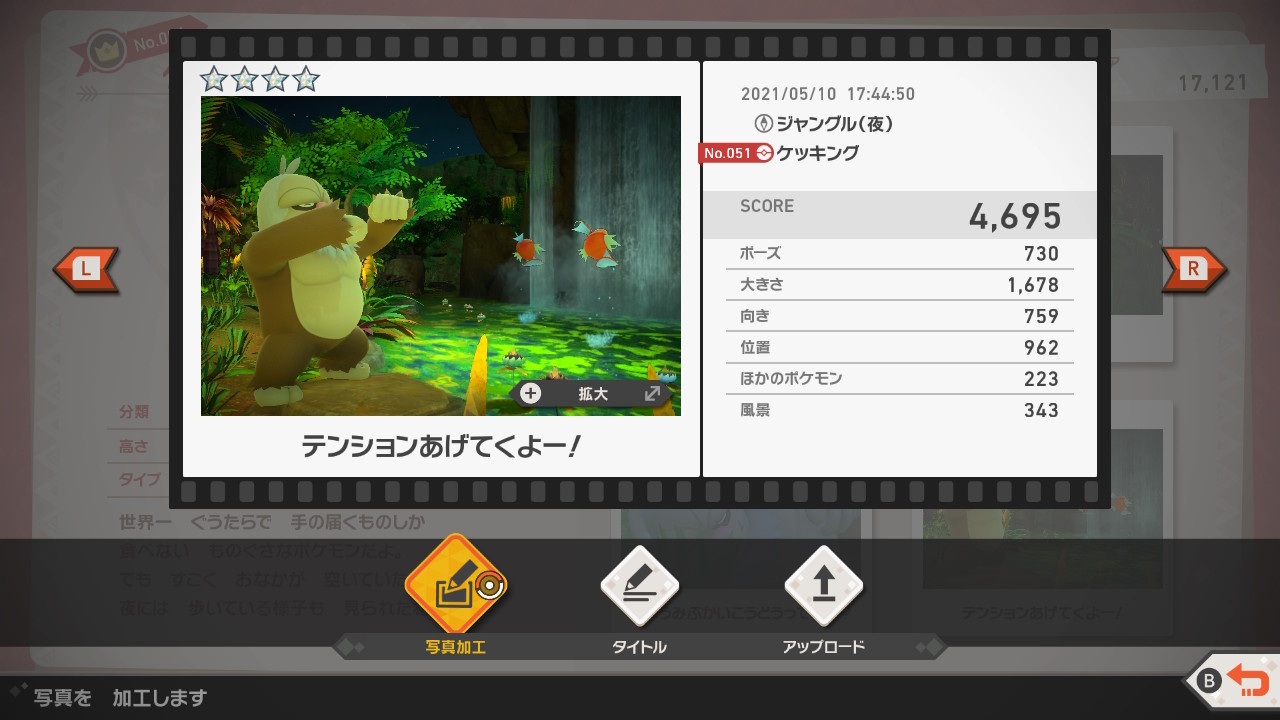 No.0
17,121
2021/05/10 17:44:50
ジャングル(夜)
No.051 ケッキング
SCORE 4,695
ポーズ 730
大きさ 1,678
向き 759
位置 962
ほかのポケモン 223
風景 343
L
R
+ 拡大
テンションあげてくよー!
分類
高さ
タイプ
世界一 ぐうたらで 手の届くものしか
食べない ものぐさなポケモンだよ。
でも すごく おなかが 空いていた
夜には 歩いている様子も 見られた
テンションあげてくよー!
写真加工
タイトル
アップロード
写真を 加工します
B